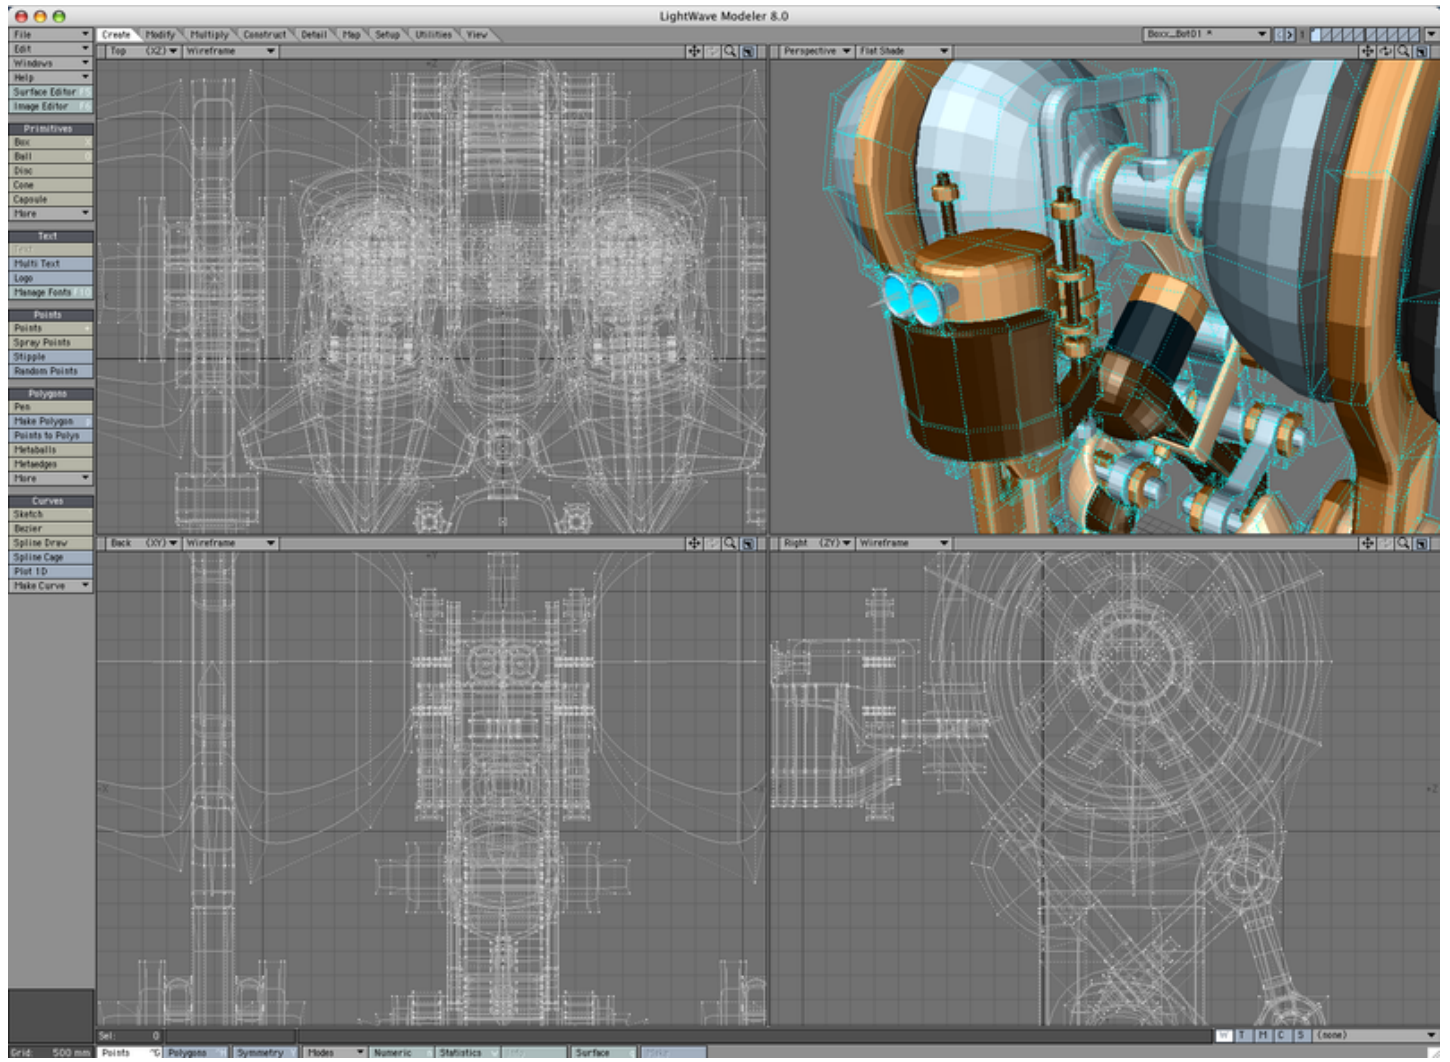 LightWave Modeler 8.0
File
Edit
Windows
Help
Surface Editor
Image Editor
Create Modify Multiply Construct Detail Map Setup Utilities View
Boxx_Bot01 *
Top (XZ) Wireframe
Perspective Flat Shade
Primitives
Box
Ball
Disc
Cone
Capsule
More
Text
Text
Multi Text
Logo
Manage Fonts
Points
Points
Spray Points
Stipple
Random Points
Polygons
Pen
Make Polygon
Points to Polys
Metaballs
Metaedges
More
Curves
Sketch
Bezier
Spline Draw
Spline Cage
Plot 1D
Make Curve
Back (XY) Wireframe
Right (ZY) Wireframe
Sel: 0
W T M C S (none)
Grid: 500 mm
Points ^G Polygons Symmetry Modes Numeric Statistics Surface